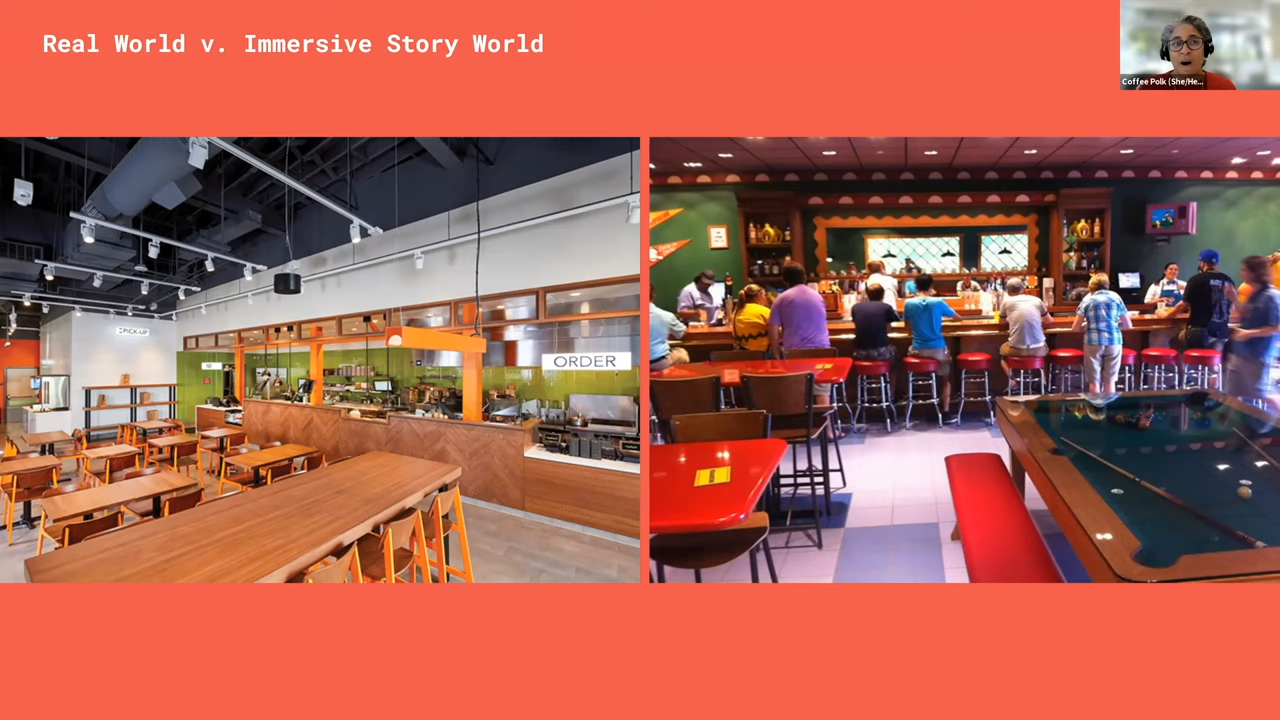 Real World v. Immersive Story World
Coffee Polk (She/He...
PICK-UP
ORDER